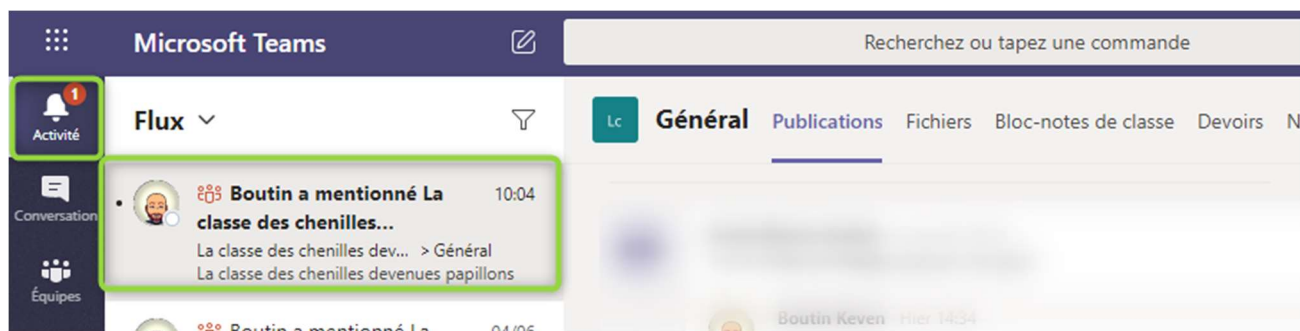 Microsoft Teams
Recherchez ou tapez une commande
1
Activité
Flux
Lc
Général Publications Fichiers Bloc-notes de classe Devoirs N
Boutin a mentionné La 10:04
classe des chenilles...
La classe des chenilles dev... > Général
La classe des chenilles devenues papillons
Conversation
Équipes
Boutin a mentionné La 04/06
Boutin Keven Hier 14:34